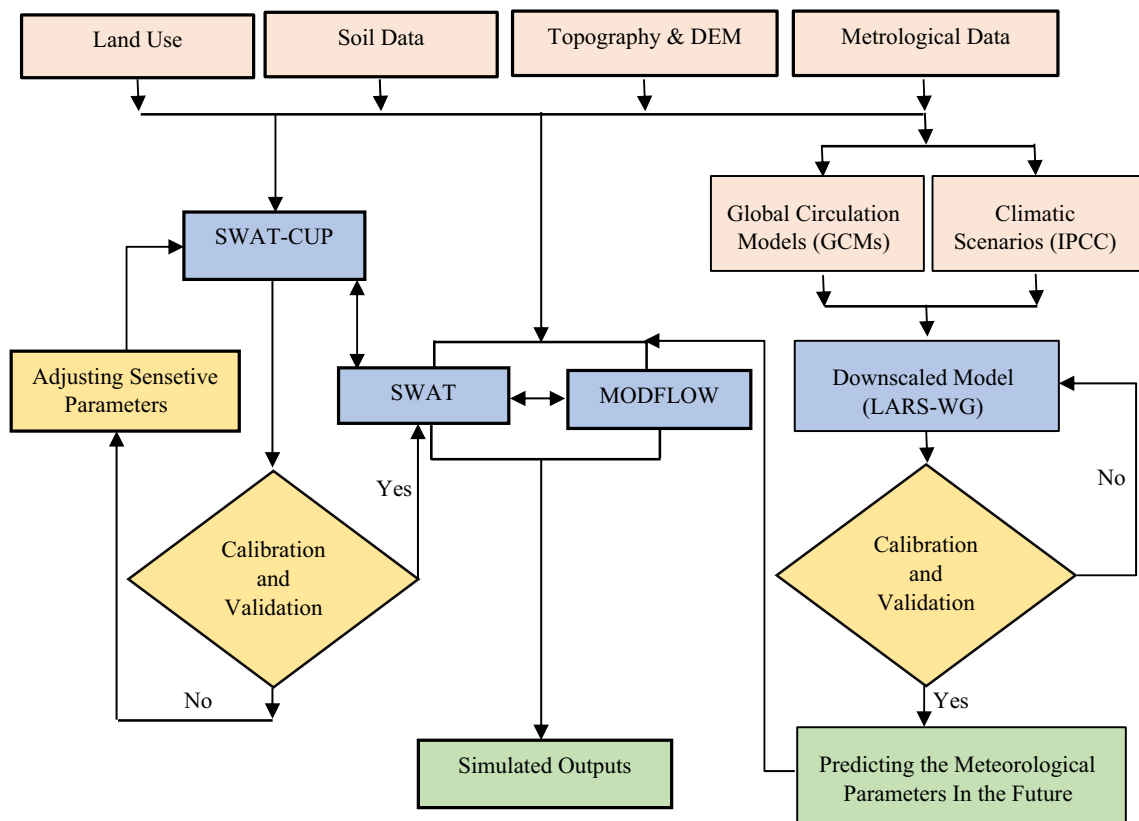 Land Use
Soil Data
Topography & DEM
Metrological Data
Global Circulation
Models (GCMs)
Climatic
Scenarios (IPCC)
SWAT-CUP
Adjusting Sensetive
Parameters
SWAT
MODFLOW
Downscaled Model
(LARS-WG)
Yes
No
Calibration
and
Validation
Calibration
and
Validation
No
Yes
Simulated Outputs
Predicting the Meteorological
Parameters In the Future